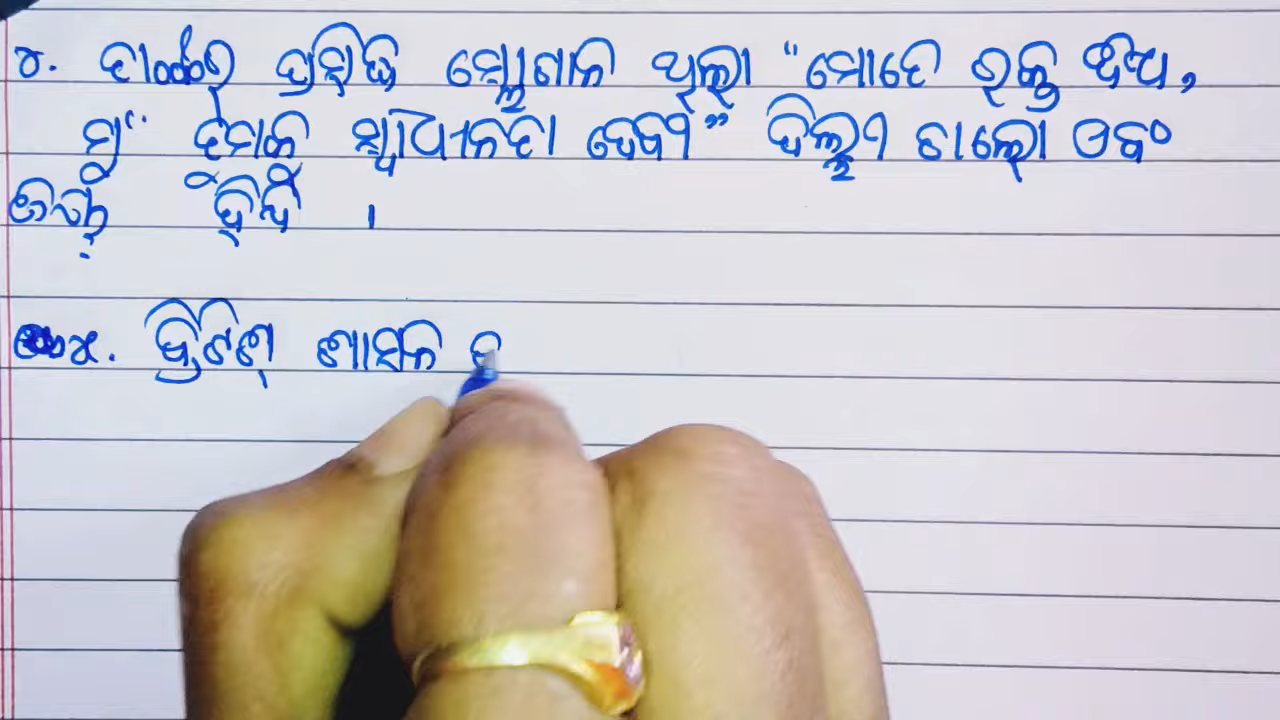 ୪. ତାଙ୍କର ପ୍ରସିଦ୍ଧ ସ୍ଲୋଗାନ ଥିଲା "ମୋତେ ରକ୍ତ ଦିଅ,
ମୁଁ ତୁମକୁ ସ୍ୱାଧୀନତା ଦେବି" ଦିଲ୍ଲୀ ଚାଲୋ ଏବଂ
ଜୟ ହିନ୍ଦ ।
୫. ବ୍ରିଟିଶ୍ ଶାସନ